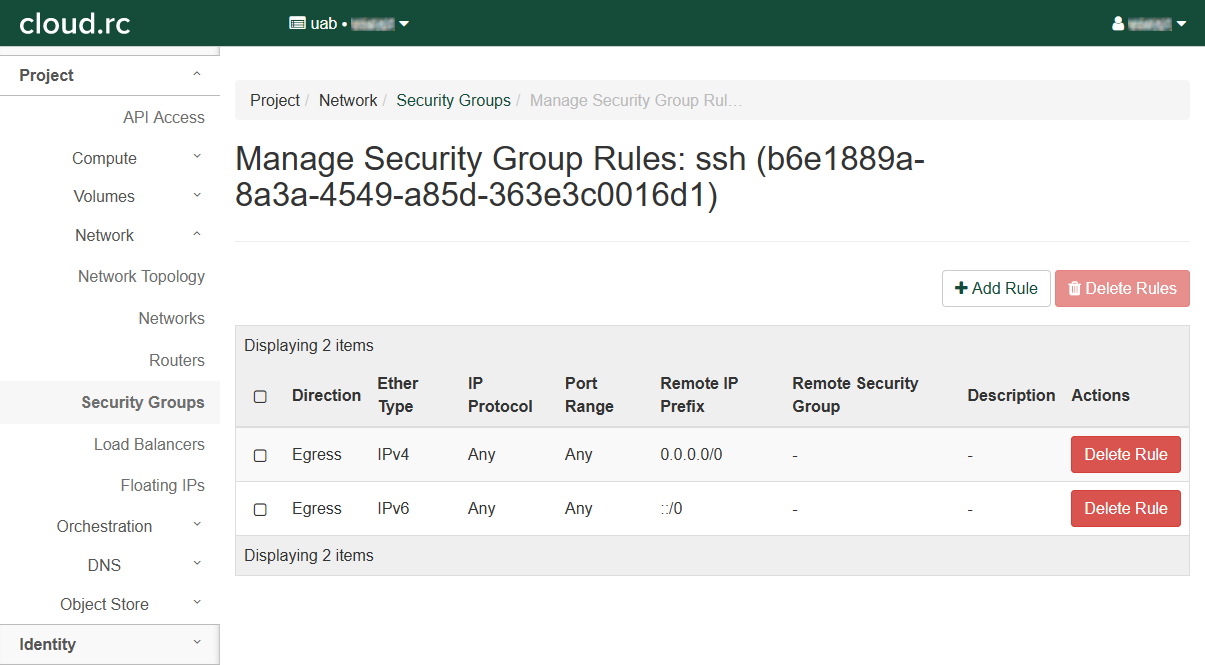 cloud.rc
uab •
Project
API Access
Compute
Volumes
Network
Network Topology
Networks
Routers
Security Groups
Load Balancers
Floating IPs
Orchestration
DNS
Object Store
Identity
Project / Network / Security Groups / Manage Security Group Rul…
Manage Security Group Rules: ssh (b6e1889a-
8a3a-4549-a85d-363e3c0016d1)
Add Rule
Delete Rules
Displaying 2 items
Direction Ether Type IP Protocol Port Range Remote IP Prefix Remote Security Group Description Actions
Egress IPv4 Any Any 0.0.0.0/0 - - Delete Rule
Egress IPv6 Any Any ::/0 - - Delete Rule
Displaying 2 items